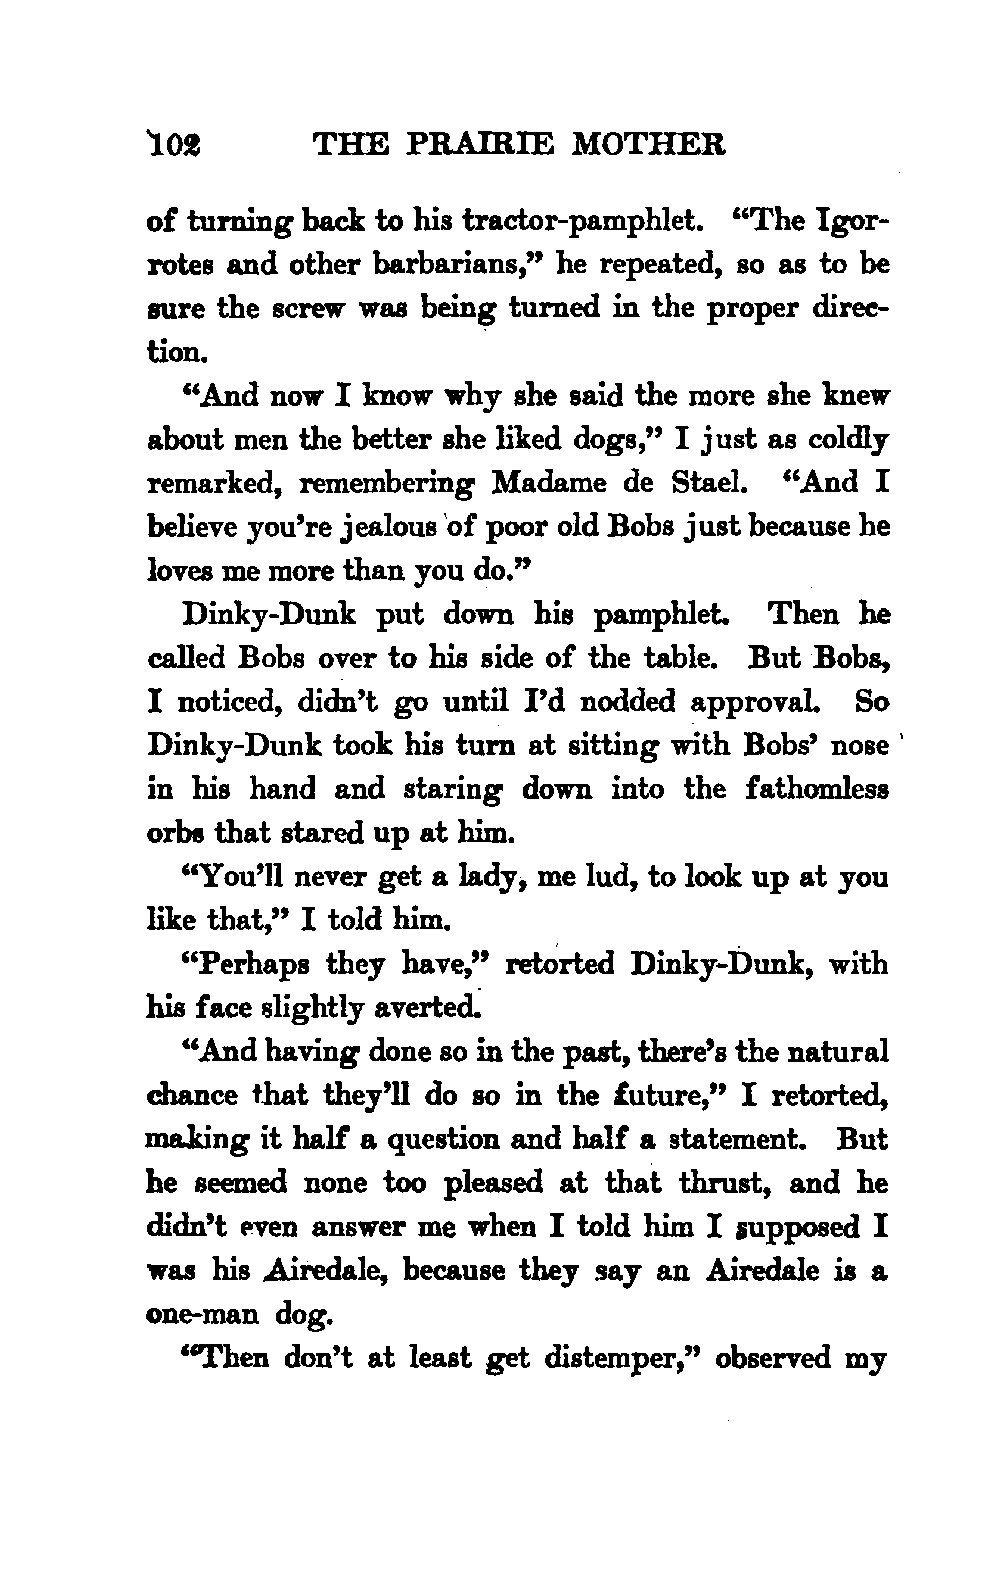 102 THE PRAIRIE MOTHER
of turning back to his tractor-pamphlet. “The Igor-
rotes and other barbarians,” he repeated, so as to be
sure the screw was being turned in the proper direc-
tion.
“And now I know why she said the more she knew
about men the better she liked dogs,” I just as coldly
remarked, remembering Madame de Stael. “And I
believe you’re jealous of poor old Bobs just because he
loves me more than you do.”
Dinky-Dunk put down his pamphlet. Then he
called Bobs over to his side of the table. But Bobs,
I noticed, didn’t go until I’d nodded approval. So
Dinky-Dunk took his turn at sitting with Bobs’ nose
in his hand and staring down into the fathomless
orbs that stared up at him.
“You’ll never get a lady, me lud, to look up at you
like that,” I told him.
“Perhaps they have,” retorted Dinky-Dunk, with
his face slightly averted.
“And having done so in the past, there’s the natural
chance that they’ll do so in the future,” I retorted,
making it half a question and half a statement. But
he seemed none too pleased at that thrust, and he
didn’t even answer me when I told him I supposed I
was his Airedale, because they say an Airedale is a
one-man dog.
“Then don’t at least get distemper,” observed my